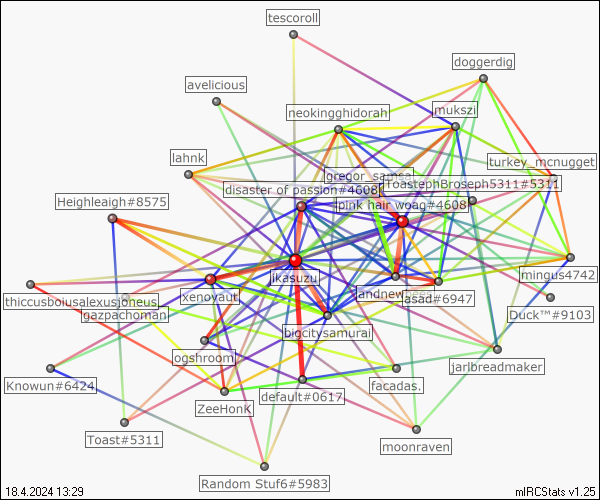 tescoroll
doggerdig
avelicious
neokingghidorah
mukszi
lahnk
turkey_mcnugget
gregor_samsa
ToastephBroseph5311#5311
disaster of passion#4608
Heighleaigh#8575
pink hair woag#4608
jikasuzu
mingus4742
xenoyaut
thiccusboiusalexusjoneus
asad#6947
gazpachoman
Duck™#9103
bigcitysamurai
ogshroom
jarlbreadmaker
Knowun#6424
facadas.
default#0617
ZeeHonK
Toast#5311
moonraven
Random Stuf6#5983
18.4.2024 13:29
mIRCStats v1.25